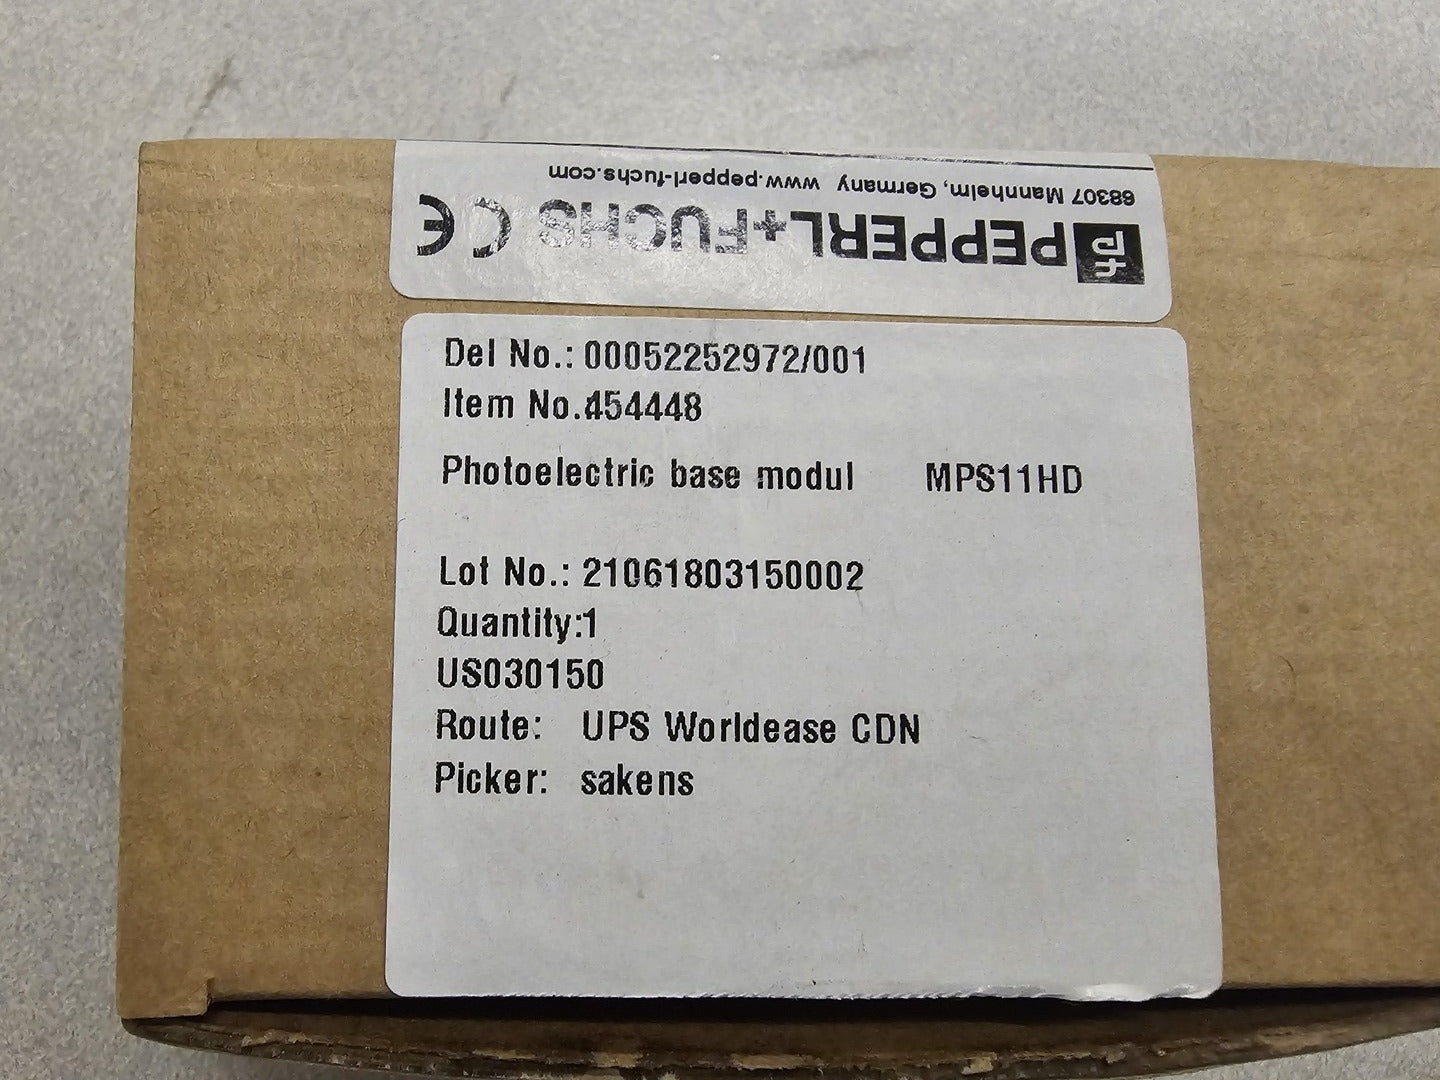 68307 Mannheim, Germany www.pepperl-fuchs.com
PEPPERL+FUCHS CE
Del No.: 00052252972/001
Item No.:454448
Photoelectric base modul MPS11HD
Lot No.: 21061803150002
Quantity:1
US030150
Route: UPS Worldease CDN
Picker: sakens